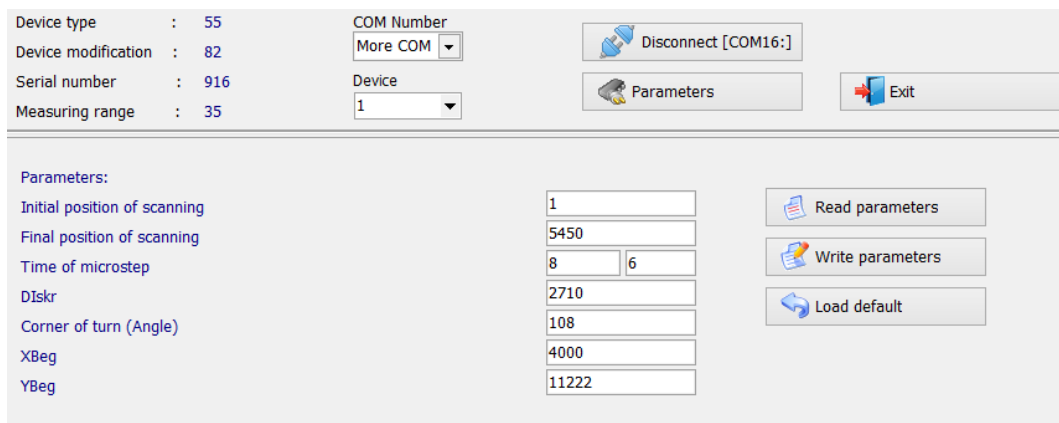 Device type : 55 COM Number
Device modification : 82 More COM Disconnect [COM16:]
Serial number : 916 Device Parameters Exit
Measuring range : 35 1
Parameters:
Initial position of scanning 1 Read parameters
Final position of scanning 5450
Time of microstep 8 6 Write parameters
DIskr 2710 Load default
Corner of turn (Angle) 108
XBeg 4000
YBeg 11222